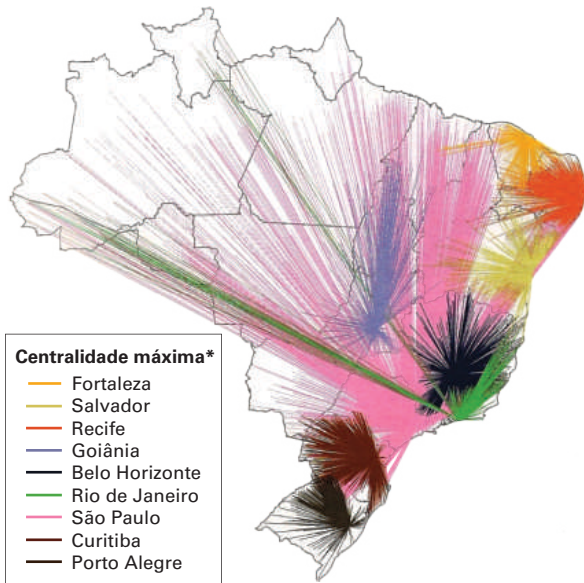 Centralidade máxima*
Fortaleza
Salvador
Recife
Goiânia
Belo Horizonte
Rio de Janeiro
São Paulo
Curitiba
Porto Alegre